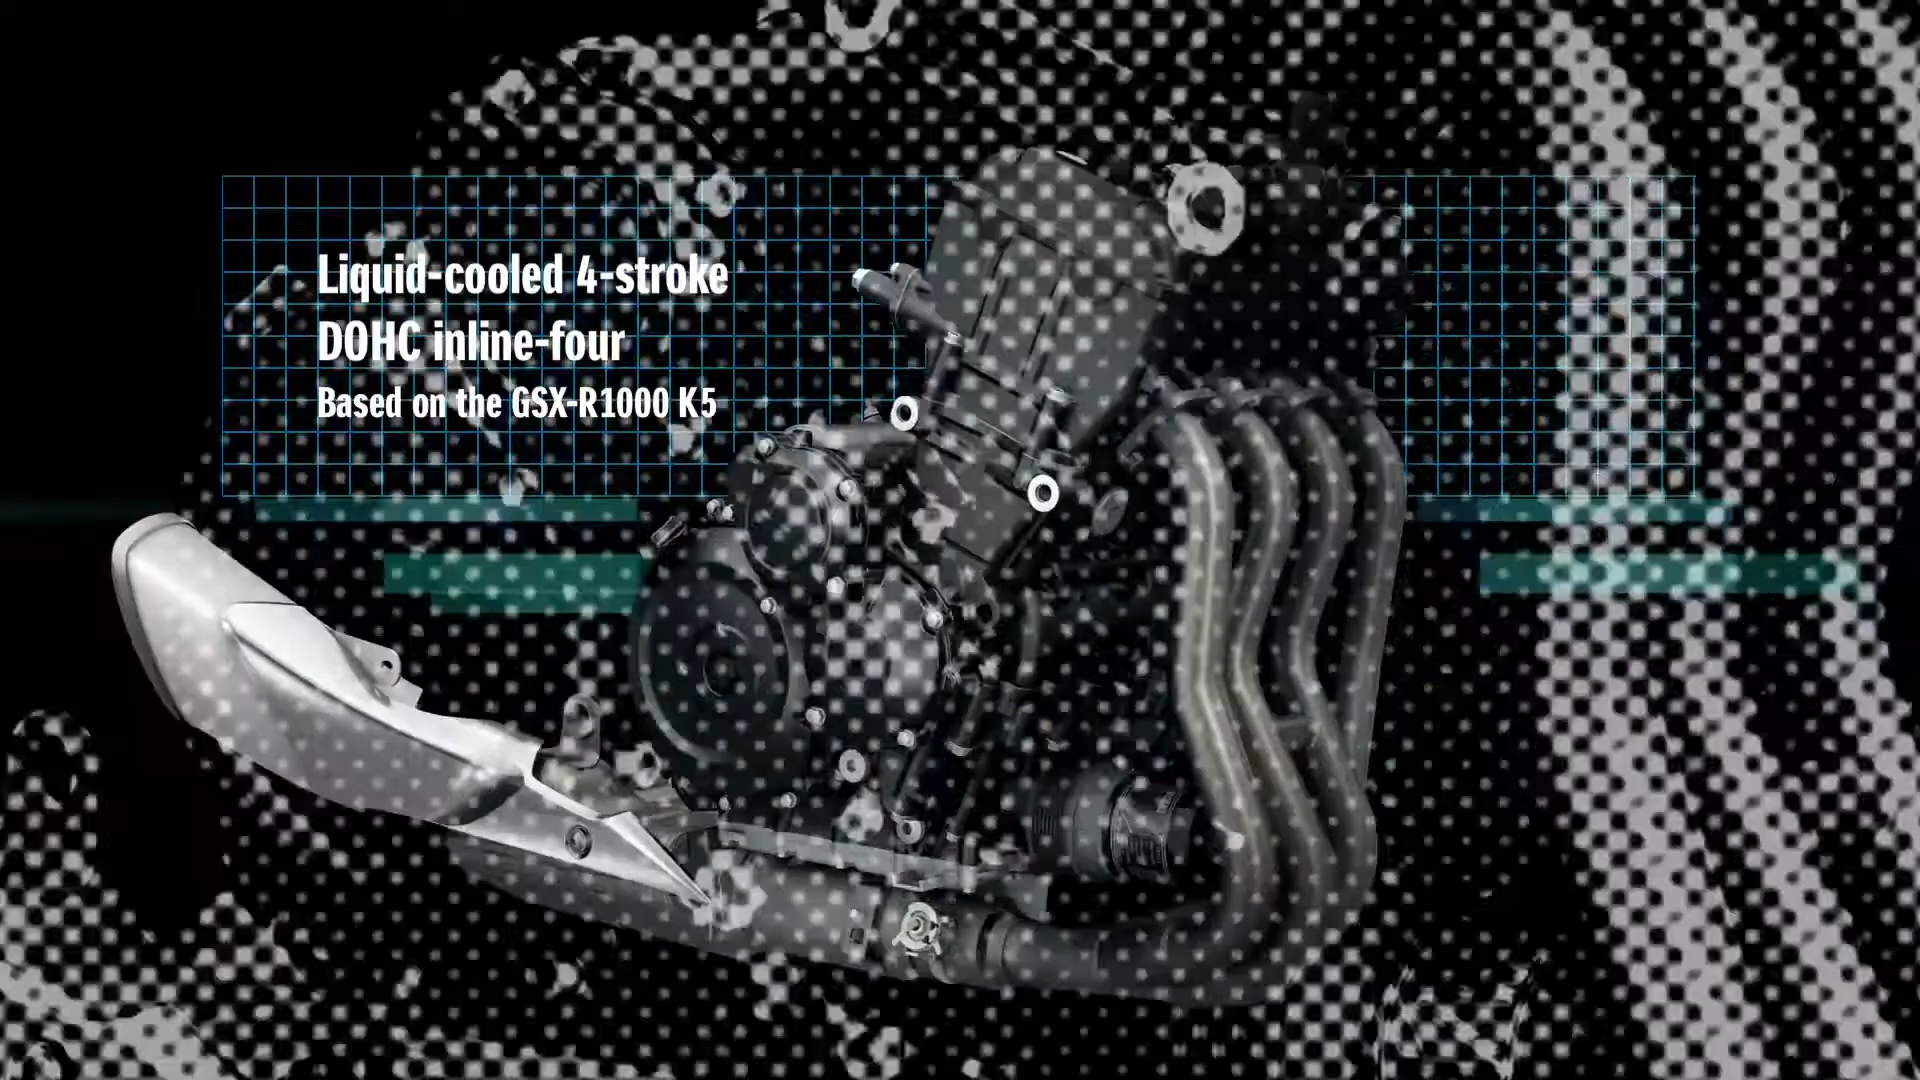 Liquid-cooled 4-stroke
DOHC inline-four
Based on the GSX-R1000 K5